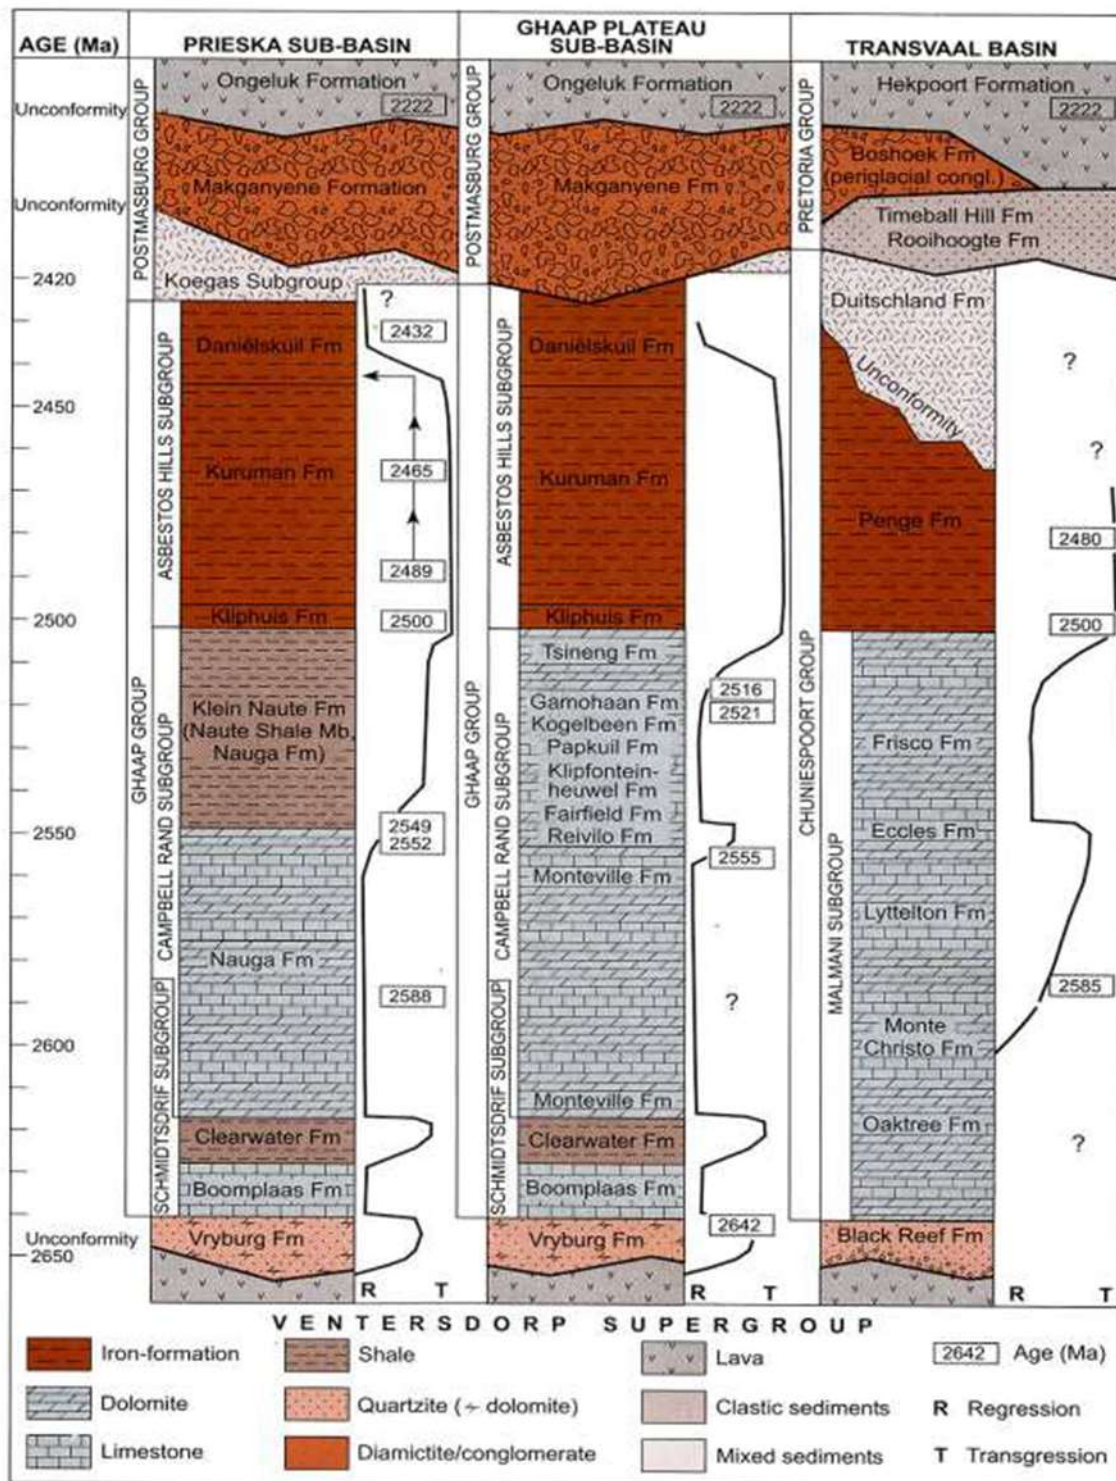 AGE (Ma)
PRIESKA SUB-BASIN
GHAAP PLATEAU
SUB-BASIN
TRANSVAAL BASIN
Unconformity
Unconformity
2420
2450
2500
2550
2600
Unconformity
2650
POSTMASBURG GROUP
GHAAP GROUP
ASBESTOS HILLS SUBGROUP
CAMPBELL RAND SUBGROUP
SCHMIDTSDRIF SUBGROUP
Ongeluk Formation
2222
Makganyene Formation
Koegas Subgroup
?
2432
Daniëlskuil Fm
Kuruman Fm
2465
2489
Kliphuis Fm
2500
Klein Naute Fm
(Naute Shale Mb,
Nauga Fm)
2549
2552
Nauga Fm
2588
Clearwater Fm
Boomplaas Fm
Vryburg Fm
R T
POSTMASBURG GROUP
GHAAP GROUP
ASBESTOS HILLS SUBGROUP
CAMPBELL RAND SUBGROUP
SCHMIDTSDRIF SUBGROUP
Ongeluk Formation
2222
Makganyene Fm
Daniëlskuil Fm
Kuruman Fm
Kliphuis Fm
Tsineng Fm
Gamohaan Fm
2516
Kogelbeen Fm
2521
Papkuil Fm
Klipfontein-
heuwel Fm
Fairfield Fm
Reivilo Fm
2555
Monteville Fm
?
Monteville Fm
Clearwater Fm
Boomplaas Fm
2642
Vryburg Fm
R T
PRETORIA GROUP
CHUNIESPOORT GROUP
MALMANI SUBGROUP
Hekpoort Formation
2222
Boshoek Fm
(periglacial congl.)
Timeball Hill Fm
Rooihoogte Fm
Duitschland Fm
?
Unconformity
?
Penge Fm
2480
2500
Frisco Fm
Eccles Fm
Lyttelton Fm
2585
Monte
Christo Fm
Oaktree Fm
?
Black Reef Fm
R T
VENTERSDORP SUPERGROUP
Iron-formation
Shale
Lava
2642 Age (Ma)
Dolomite
Quartzite (÷ dolomite)
Clastic sediments
R Regression
Limestone
Diamictite/conglomerate
Mixed sediments
T Transgression